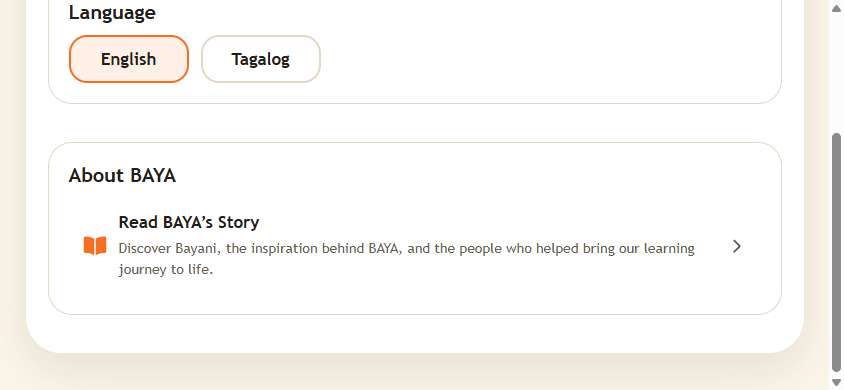 Language
English
Tagalog
About BAYA
Read BAYA’s Story
Discover Bayani, the inspiration behind BAYA, and the people who helped bring our learning
journey to life.